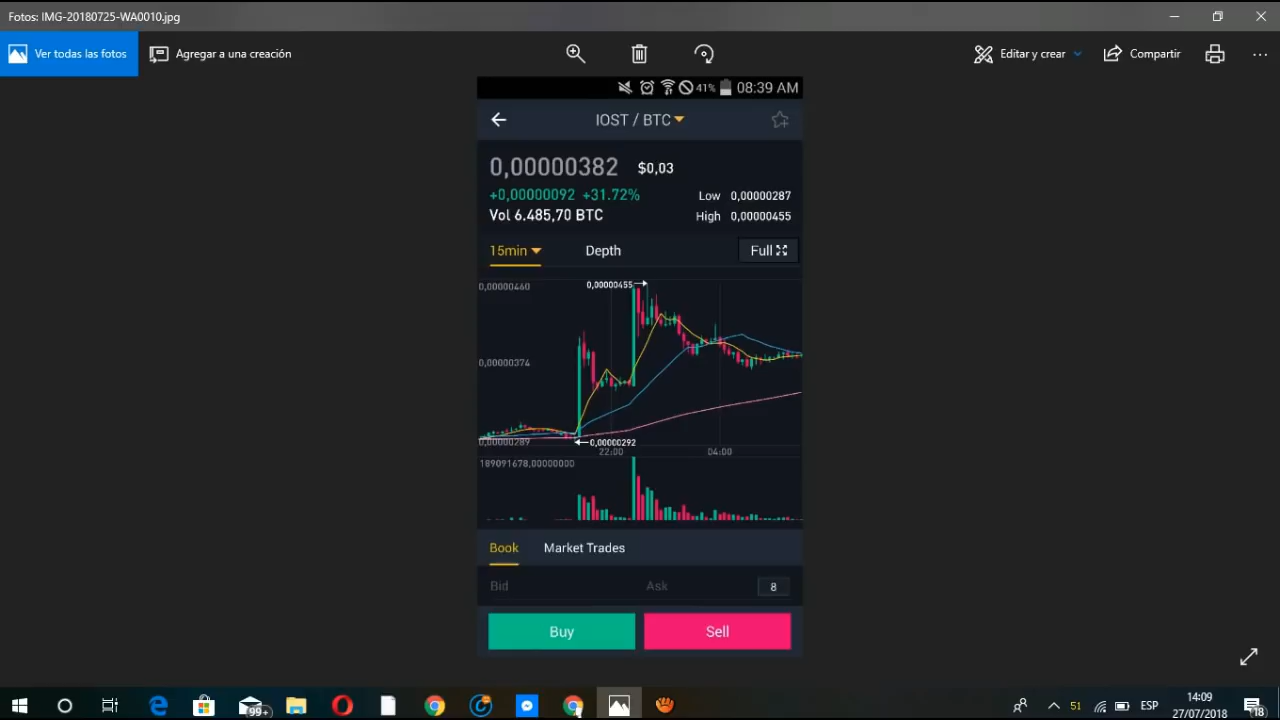 Fotos: IMG-20180725-WA0010.jpg
Ver todas las fotos
Agregar a una creación
Editar y crear
Compartir
41% 08:39 AM
IOST / BTC
0,00000382 $0,03
+0,00000092 +31.72%
Low 0,00000287
Vol 6.485,70 BTC
High 0,00000455
15min Depth Full
0,00000460
0,00000455
0,00000374
0,00000289
0,00000292
22:00 04:00
189091678,00000000
Book Market Trades
Bid Ask 8
Buy Sell
99+
51 ESP
14:09
27/07/2018
18